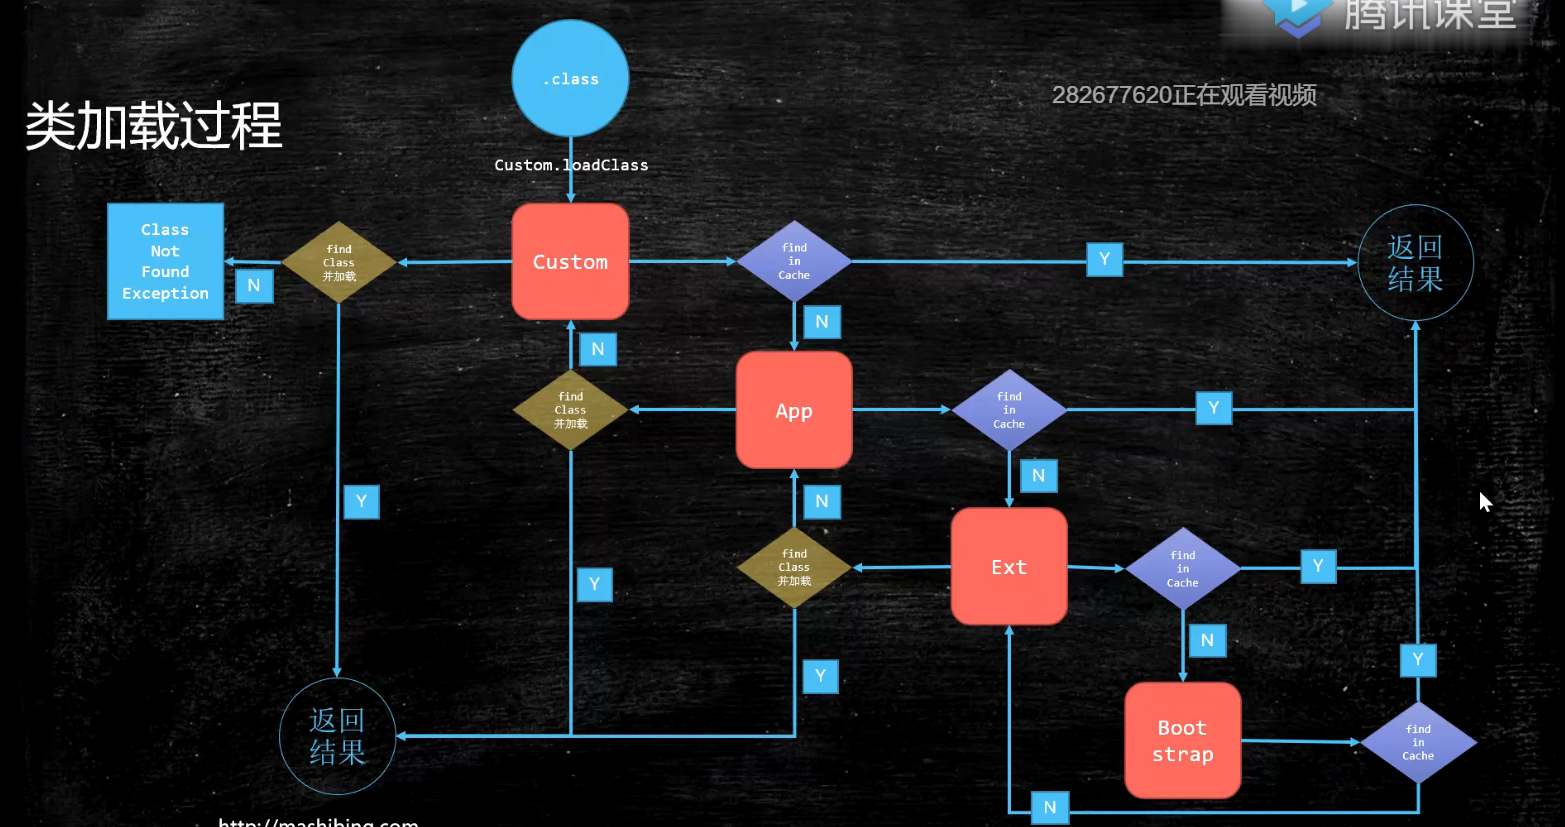 腾讯课堂
.class
282677620正在观看视频
类加载过程
Custom.loadClass
Class
Not
Found
Exception
N
find
Class
并加载
Custom
find
in
Cache
Y
返回
结果
N
N
find
Class
并加载
App
find
in
Cache
Y
N
Y
N
find
Class
并加载
Ext
find
in
Cache
Y
Y
N
Y
Y
返回
结果
Boot
strap
find
in
Cache
N
http://mashibing.com